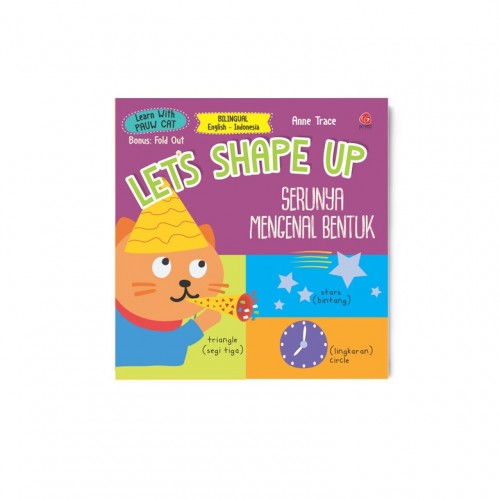 Learn With
PAUW CAT
Bonus: Fold Out
BILINGUAL
English - Indonesia
Anne Trace
LET'S SHAPE UP
SERUNYA
MENGENAL BENTUK
stars
(bintang)
triangle
(segi tiga)
(lingkaran)
circle